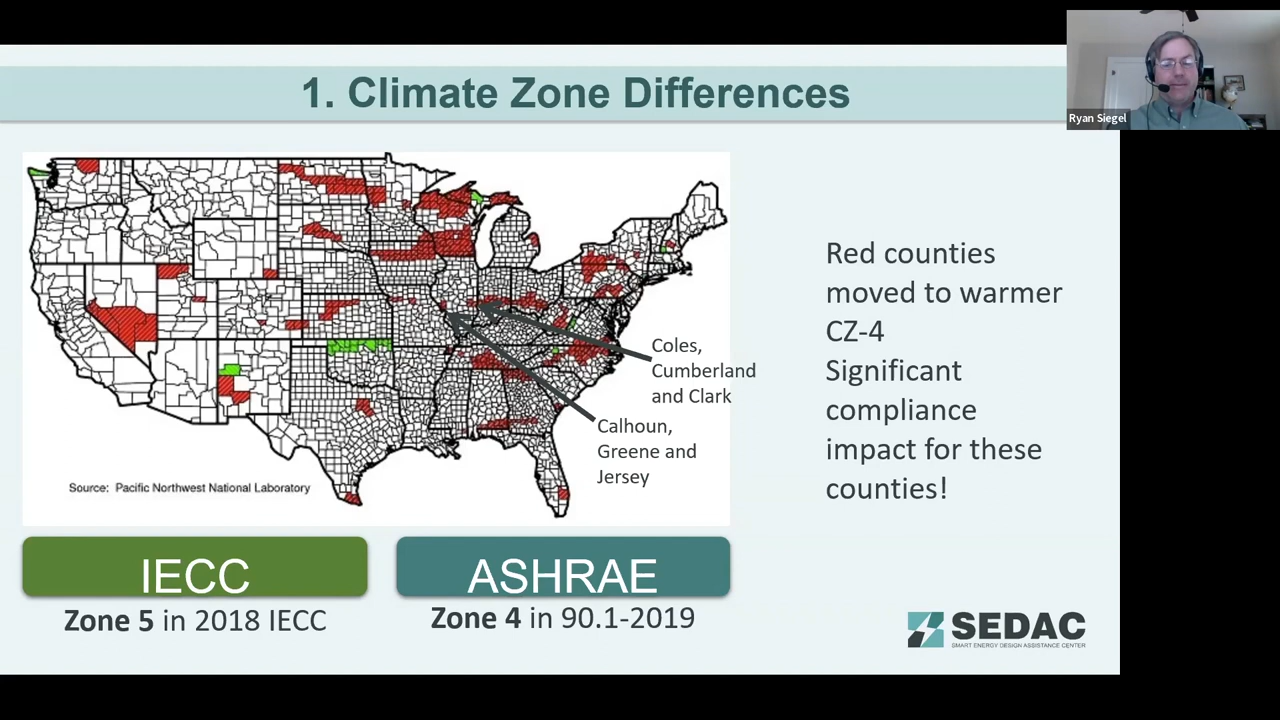 Ryan Siegel
1. Climate Zone Differences
Coles,
Cumberland
and Clark
Calhoun,
Greene and
Jersey
Source: Pacific Northwest National Laboratory
Red counties
moved to warmer
CZ-4
Significant
compliance
impact for these
counties!
IECC
Zone 5 in 2018 IECC
ASHRAE
Zone 4 in 90.1-2019
SEDAC
SMART ENERGY DESIGN ASSISTANCE CENTER